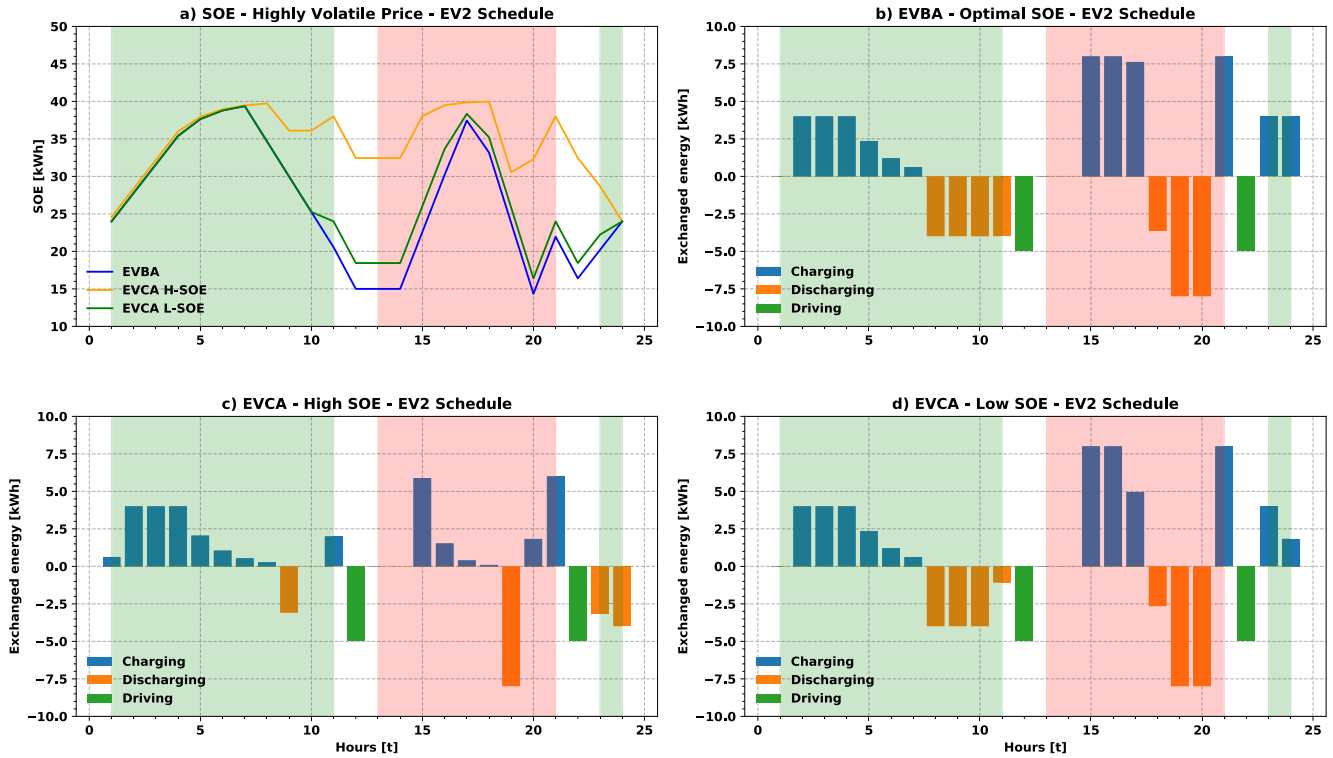 a) SOE - Highly Volatile Price - EV2 Schedule
SOE [kWh]
50
45
40
35
30
25
20
15
10
EVBA
EVCA H-SOE
EVCA L-SOE
0 5 10 15 20 25
b) EVBA - Optimal SOE - EV2 Schedule
Exchanged energy [kWh]
10.0
7.5
5.0
2.5
0.0
−2.5
−5.0
−7.5
−10.0
Charging
Discharging
Driving
0 5 10 15 20 25
c) EVCA - High SOE - EV2 Schedule
Exchanged energy [kWh]
10.0
7.5
5.0
2.5
0.0
−2.5
−5.0
−7.5
−10.0
Charging
Discharging
Driving
0 5 10 15 20 25
Hours [t]
d) EVCA - Low SOE - EV2 Schedule
Exchanged energy [kWh]
10.0
7.5
5.0
2.5
0.0
−2.5
−5.0
−7.5
−10.0
Charging
Discharging
Driving
0 5 10 15 20 25
Hours [t]